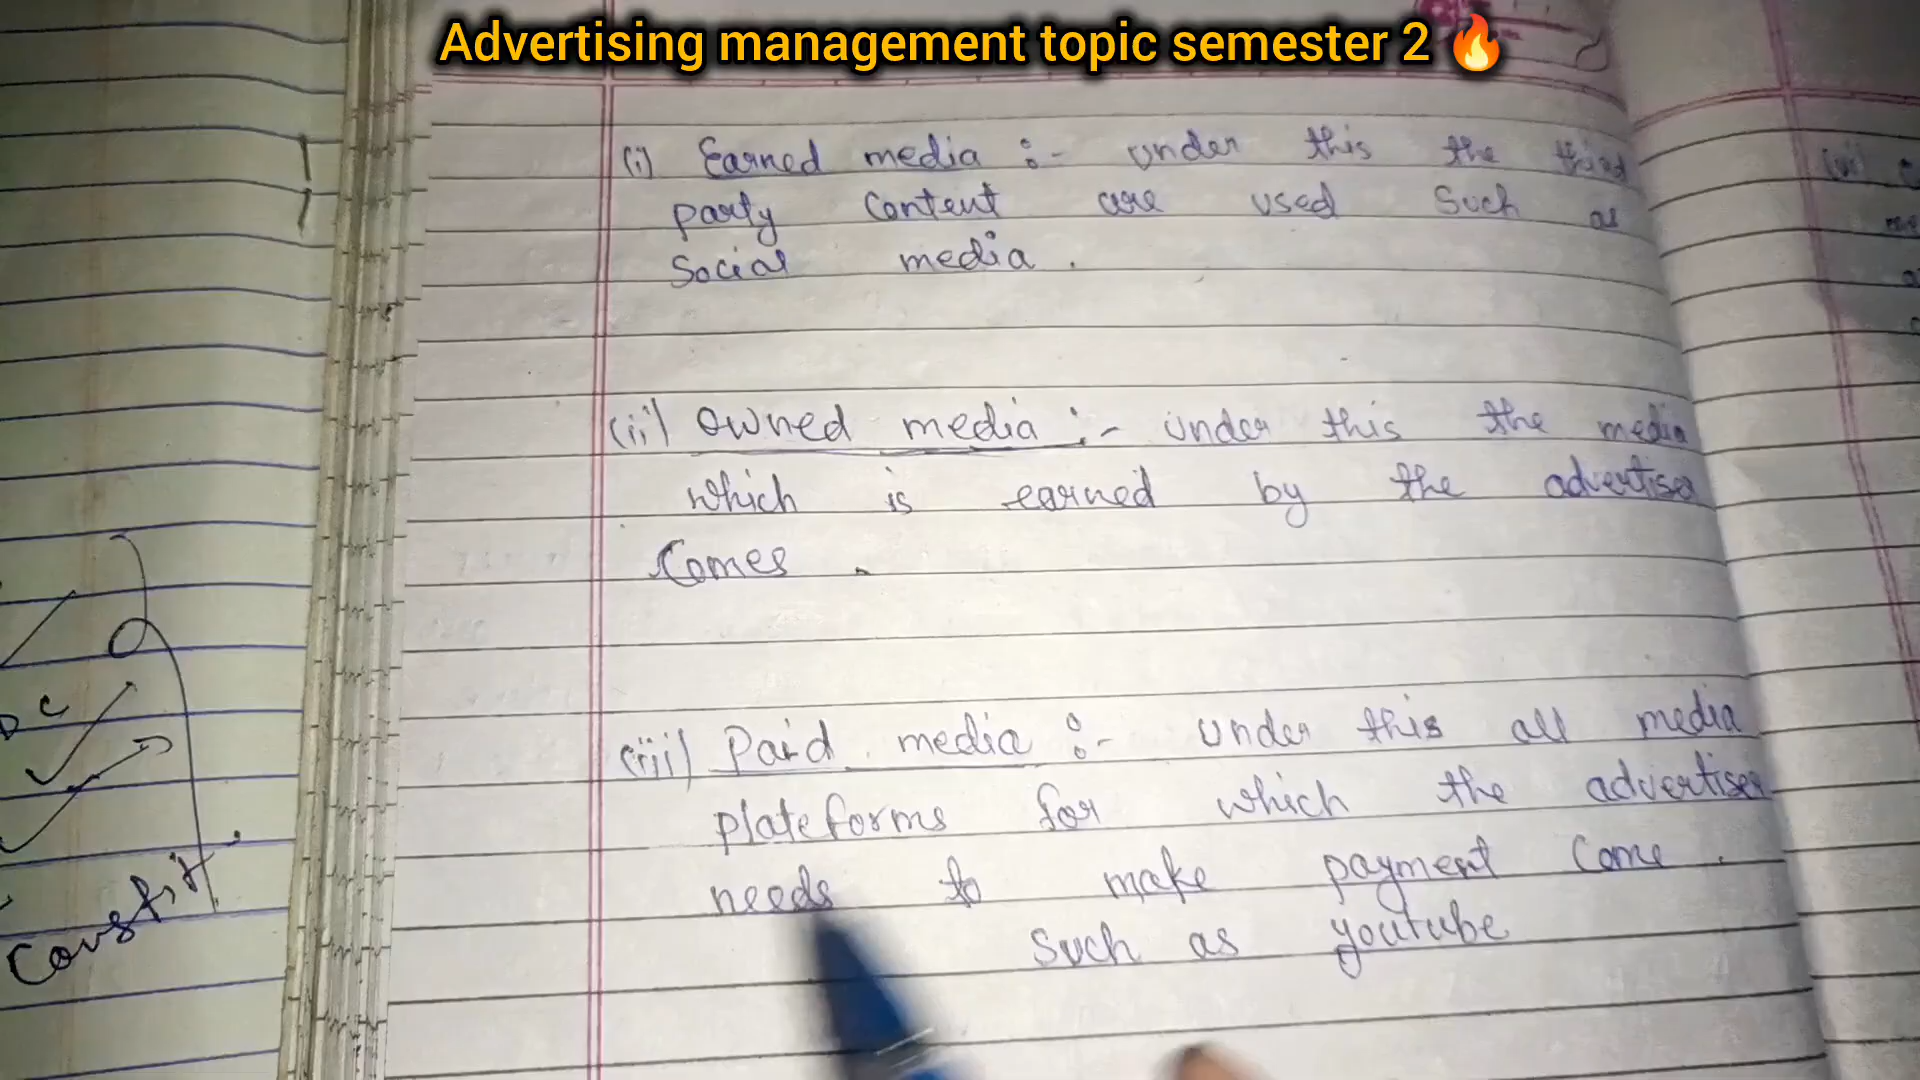 Advertising management topic semester 2 🔥
(i) Earned media :- under this the third
party content are used such as
social media .
(ii) owned media :- under this the media
which is earned by the advertiser
comes .
(iii) Paid media :- under this all media
plateforms for which the advertiser
needs to make payment come .
such as youtube